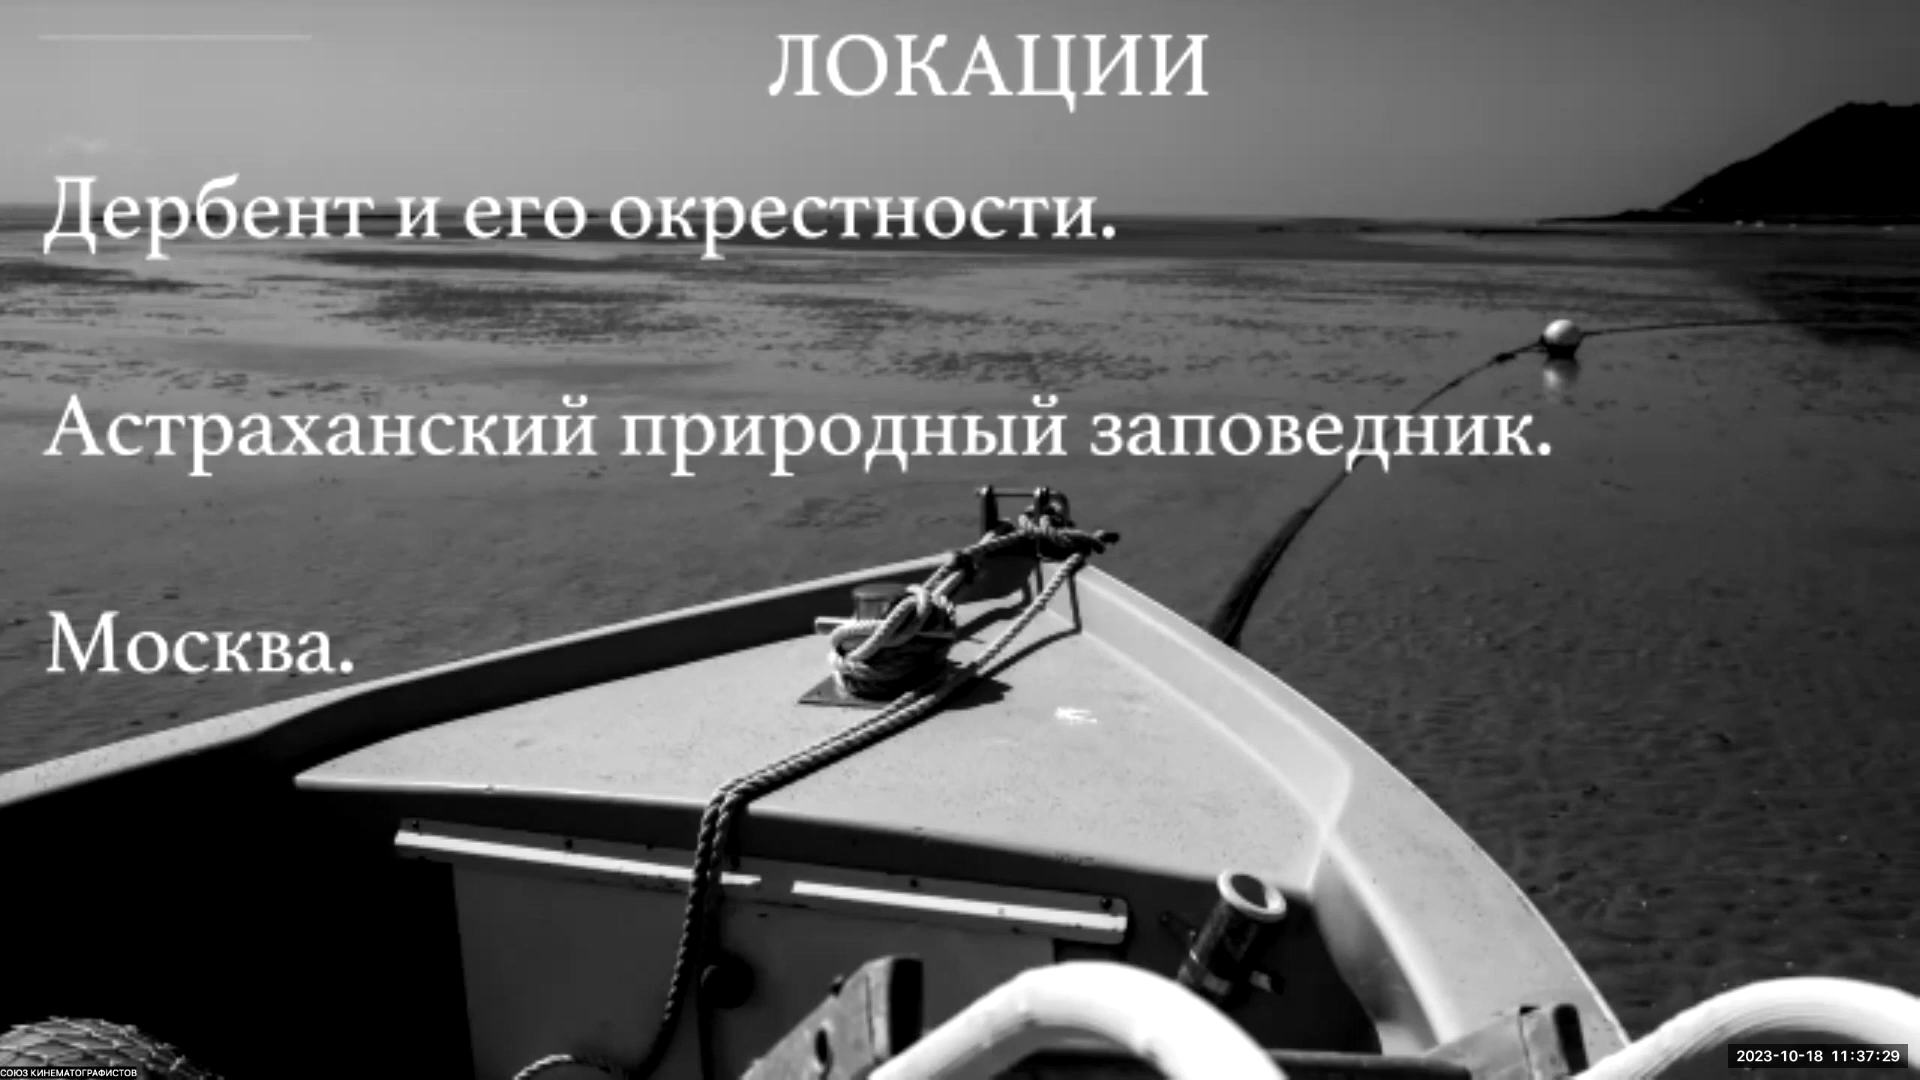 ЛОКАЦИИ
Дербент и его окрестности.
Астраханский природный заповедник.
Москва.
СОЮЗ КИНЕМАТОГРАФИСТОВ
2023-10-18 11:37:29